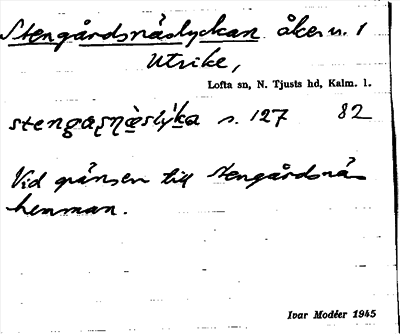 Stengårdsnäslyckan åker u. 1
Utrike,
Lofta sn, N. Tjusts hd, Kalm. l.
s. 127 82
Vid gränsen till Stengårdsnäs
hemman.
Ivar Modéer 1945